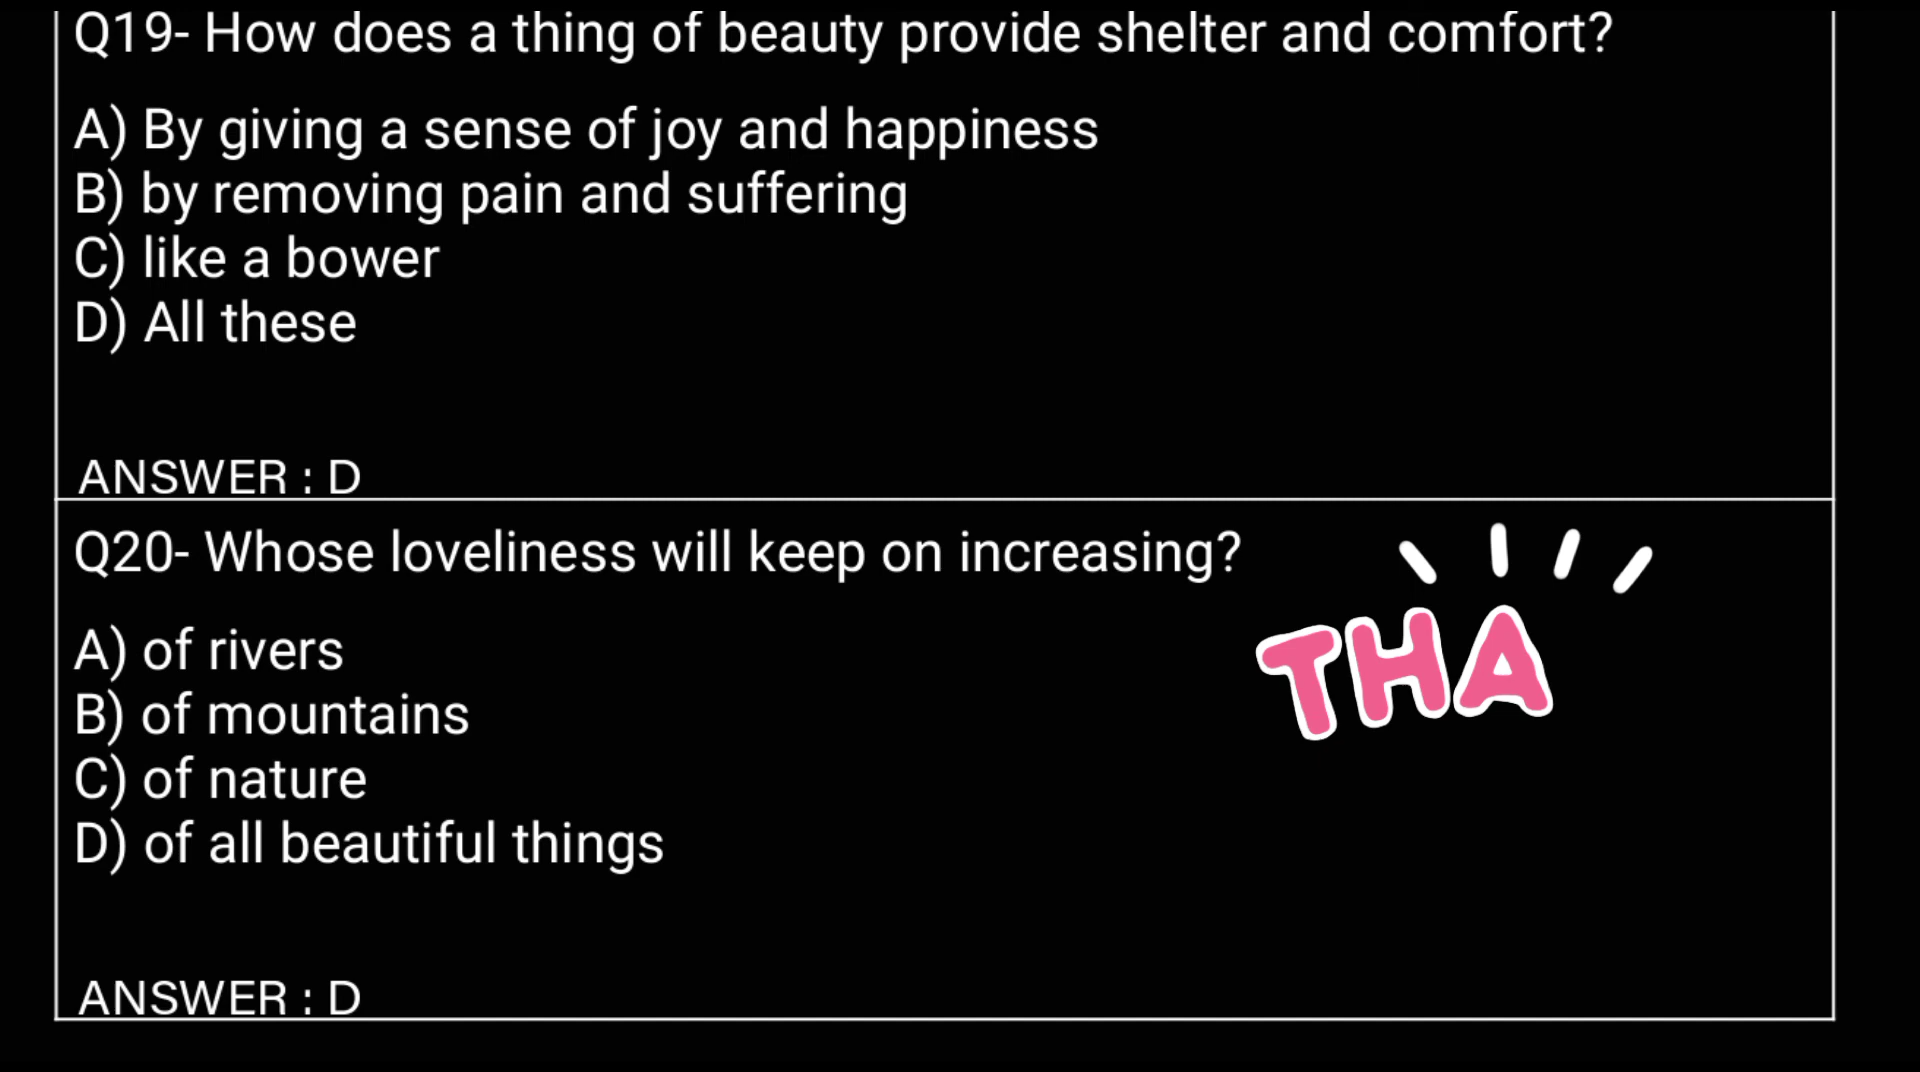 Q19- How does a thing of beauty provide shelter and comfort?
A) By giving a sense of joy and happiness
B) by removing pain and suffering
C) like a bower
D) All these
ANSWER : D
Q20- Whose loveliness will keep on increasing?
A) of rivers
B) of mountains
C) of nature
D) of all beautiful things
ANSWER : D
THA